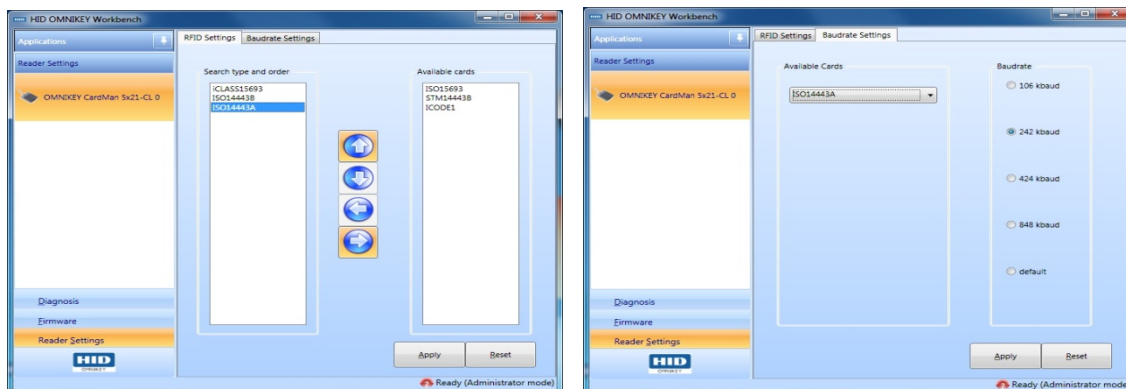 HID OMNIKEY Workbench
Applications
Reader Settings
OMNIKEY CardMan 5x21-CL 0
Diagnosis
Firmware
Reader Settings
HID
OMNIKEY
RFID Settings
Baudrate Settings
Search type and order
iCLASS15693
ISO14443B
ISO14443A
Available cards
ISO15693
STM14443B
ICODE1
Apply
Reset
Ready (Administrator mode)
HID OMNIKEY Workbench
Applications
Reader Settings
OMNIKEY CardMan 5x21-CL 0
Diagnosis
Firmware
Reader Settings
HID
OMNIKEY
RFID Settings
Baudrate Settings
Available Cards
ISO14443A
Baudrate
106 kbaud
242 kbaud
424 kbaud
848 kbaud
default
Apply
Reset
Ready (Administrator mode)